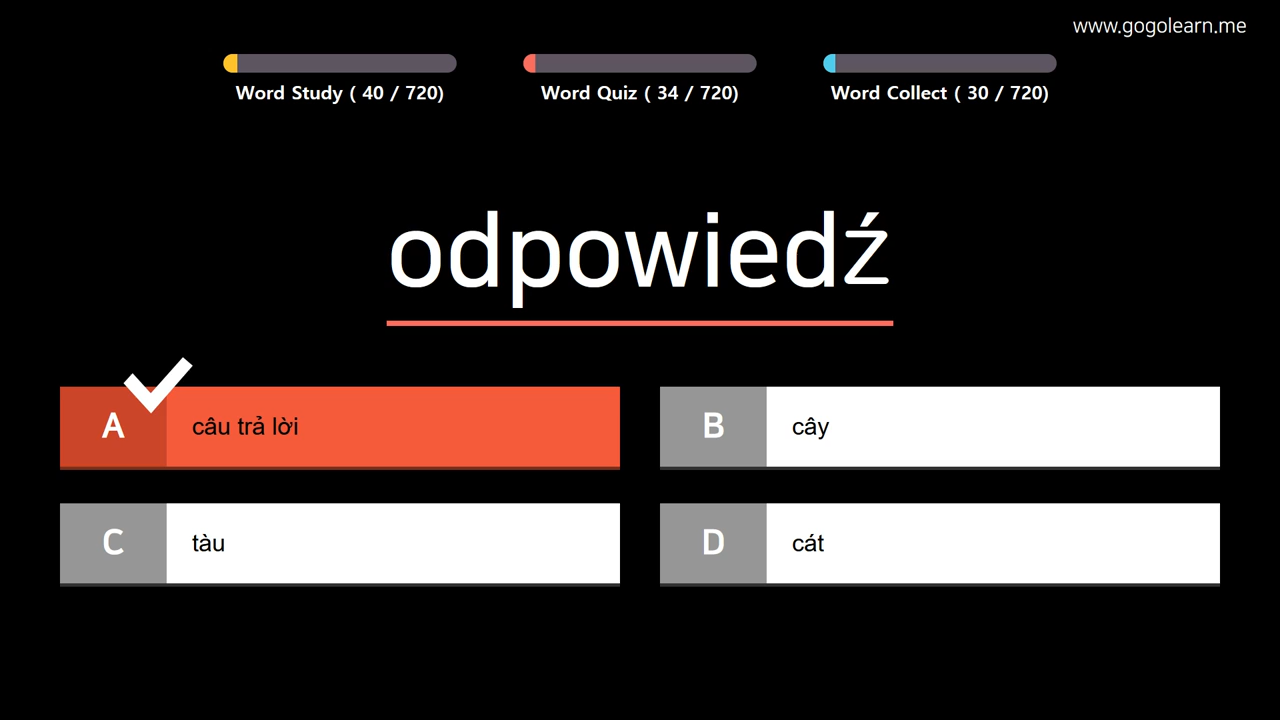 www.gogolearn.me
Word Study ( 40 / 720)
Word Quiz ( 34 / 720)
Word Collect ( 30 / 720)
odpowiedź
A câu trả lời
B cây
C tàu
D cát